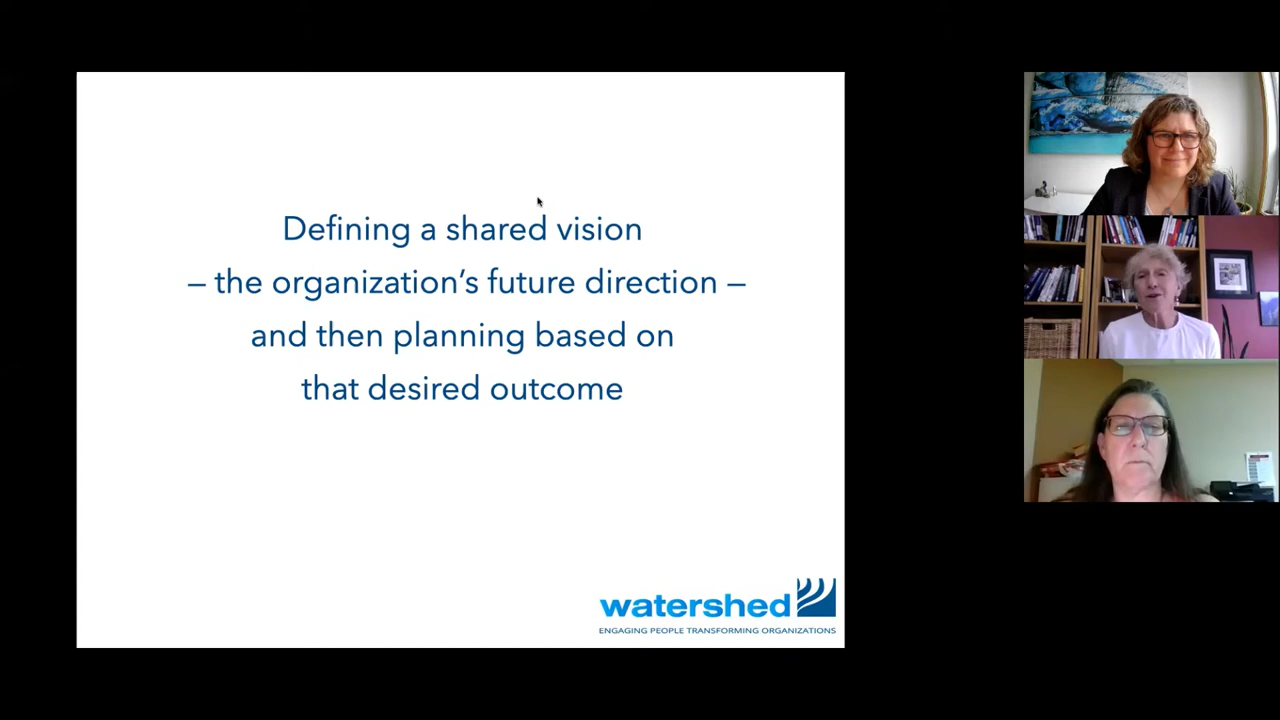 Defining a shared vision
– the organization’s future direction –
and then planning based on
that desired outcome
watershed
ENGAGING PEOPLE TRANSFORMING ORGANIZATIONS